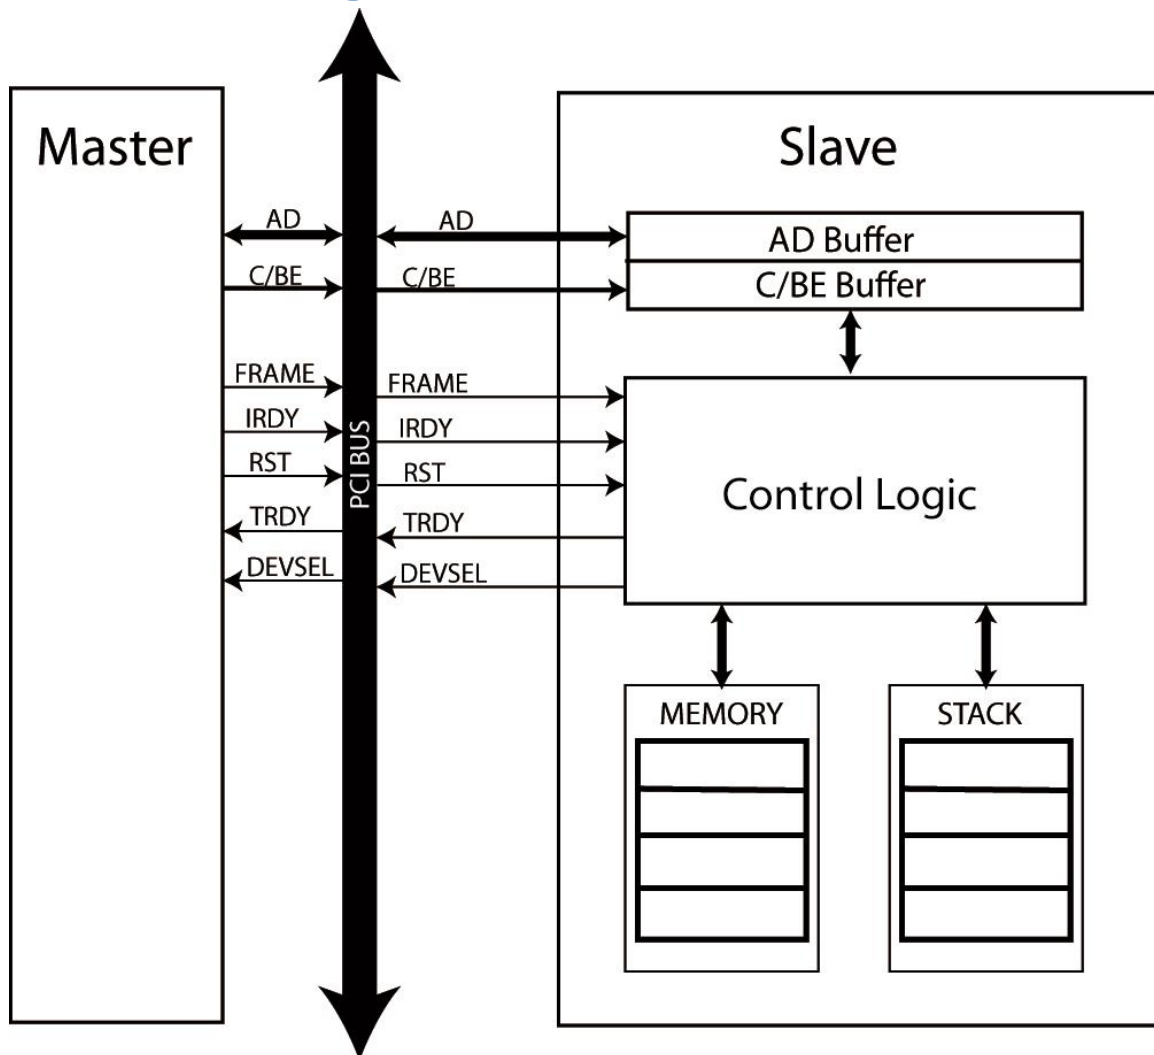 Master
Slave
AD
AD
AD Buffer
C/BE
C/BE
C/BE Buffer
FRAME
FRAME
IRDY
IRDY
RST
RST
PCI BUS
Control Logic
TRDY
TRDY
DEVSEL
DEVSEL
MEMORY
STACK